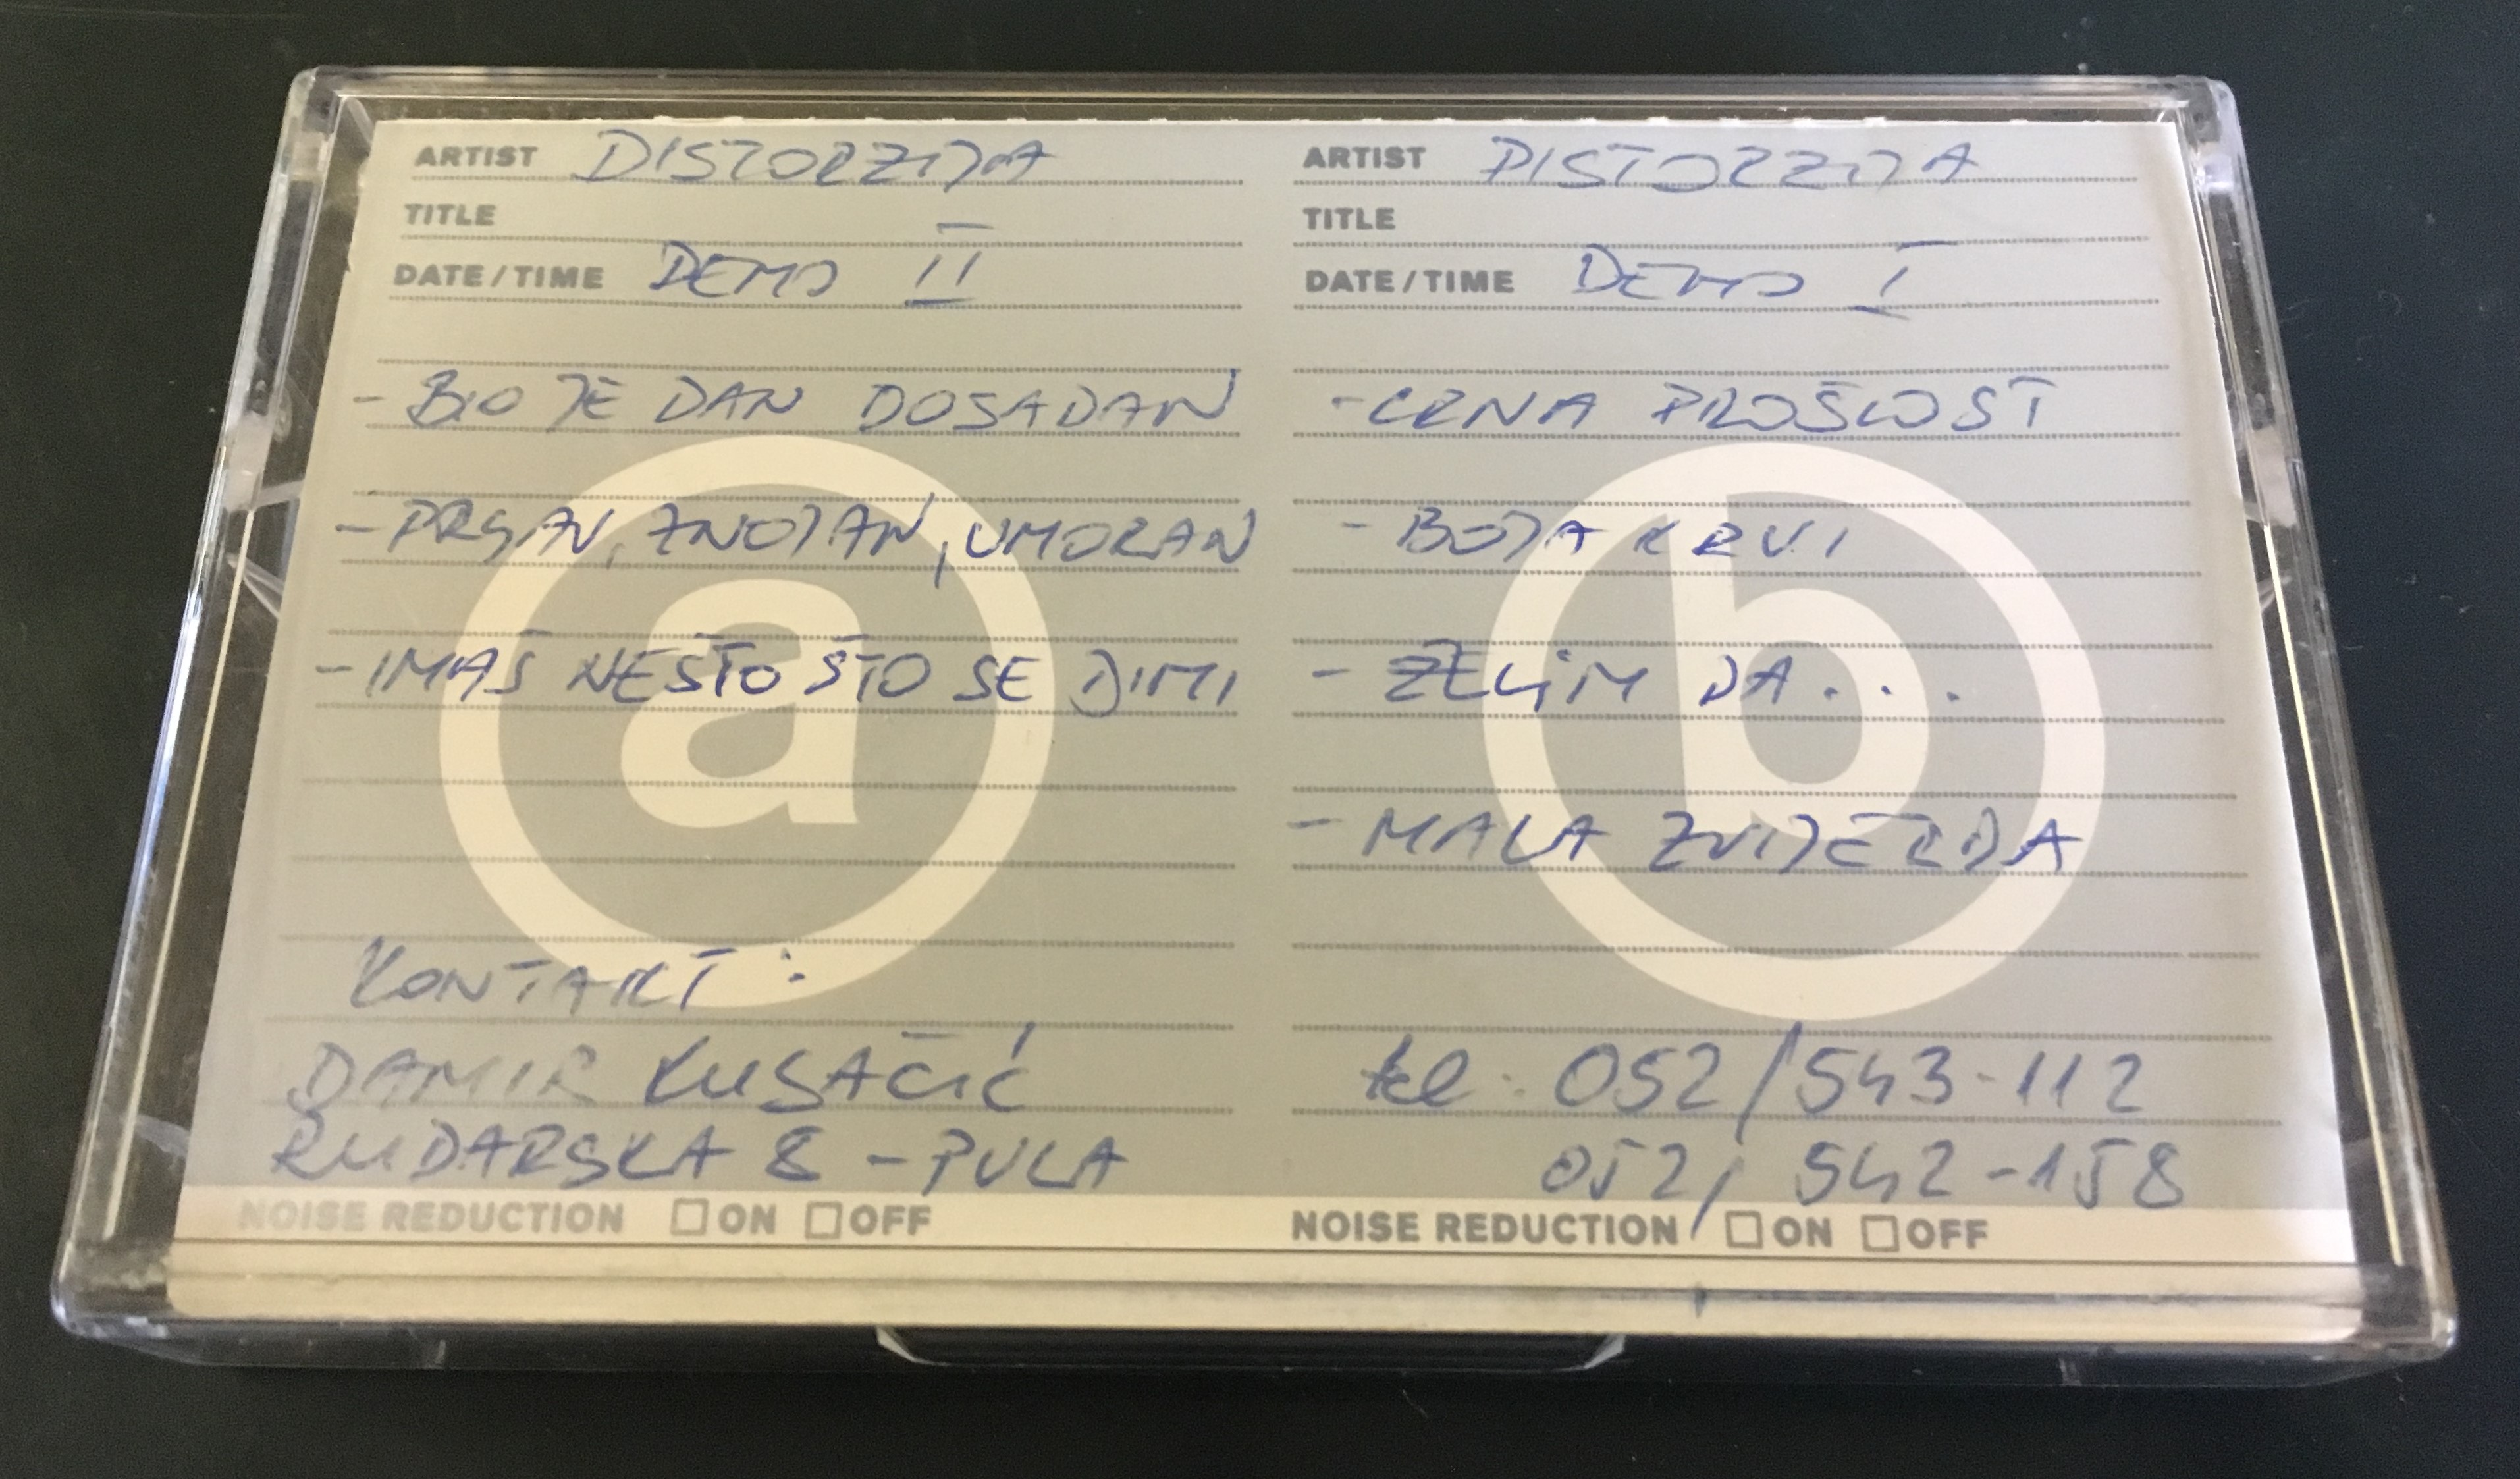 ARTIST DISTORZIJA
TITLE
DATE/TIME DEMO II
- BIO JE DAN DOSADAN
- PRSAN, ZNOJAN, UMORAN
- IMAŠ NEŠTO ŠTO SE DIMI
a
KONTAKT:
DAMIR KUSAČIĆ
RUDARSKA 8 - PULA
NOISE REDUCTION ON OFF
ARTIST DISTORZIJA
TITLE
DATE/TIME DEMO I
- CRNA PROŠLOST
- BOJA KRVI
- ŽELIM DA...
- MALA ZVIJERDA
b
tel: 052/543-112
052/542-158
NOISE REDUCTION ON OFF